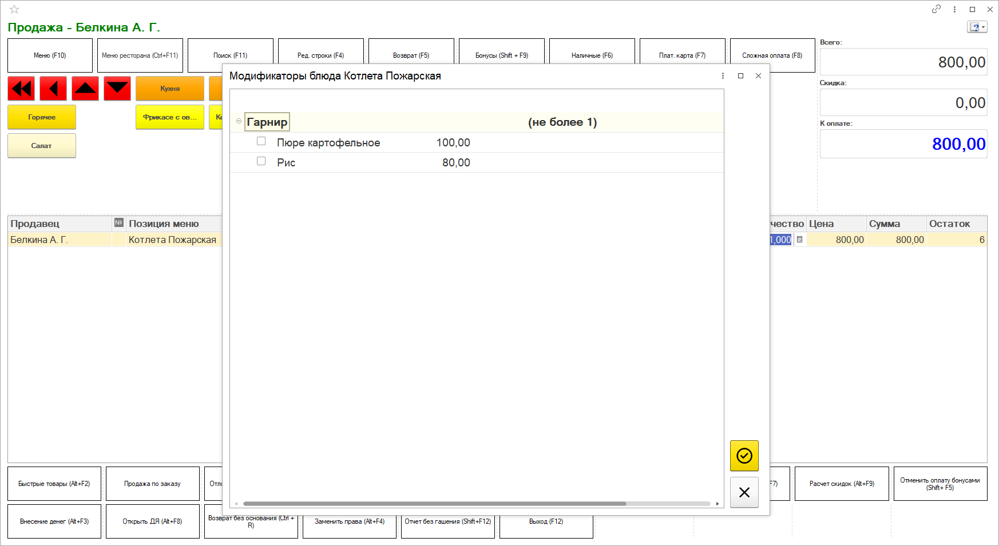 Продажа - Белкина А. Г.
Меню (F10)
Меню ресторана (Ctrl+F11)
Поиск (F11)
Ред. строки (F4)
Возврат (F5)
Бонусы (Shift + F9)
Наличные (F6)
Плат. карта (F7)
Сложная оплата (F8)
Всего:
800,00
Скидка:
0,00
К оплате:
800,00
Кухня
Горячее
Фрикасе с ов...
Салат
Модификаторы блюда Котлета Пожарская
Гарнир (не более 1)
Пюре картофельное 100,00
Рис 80,00
Продавец № Позиция меню чество Цена Сумма Остаток
Белкина А. Г. Котлета Пожарская 1,000 800,00 800,00 6
Быстрые товары (Alt+F2)
Продажа по заказу
Отло
F7)
Расчет скидок (Alt+F9)
Отменить оплату бонусами
(Shift+ F5)
Внесение денег (Alt+F3)
Открыть ДЯ (Alt+F8)
Возврат без основания (Ctrl +
R)
Заменить права (Alt+F4)
Отчет без гашения (Shift+F12)
Выход (F12)